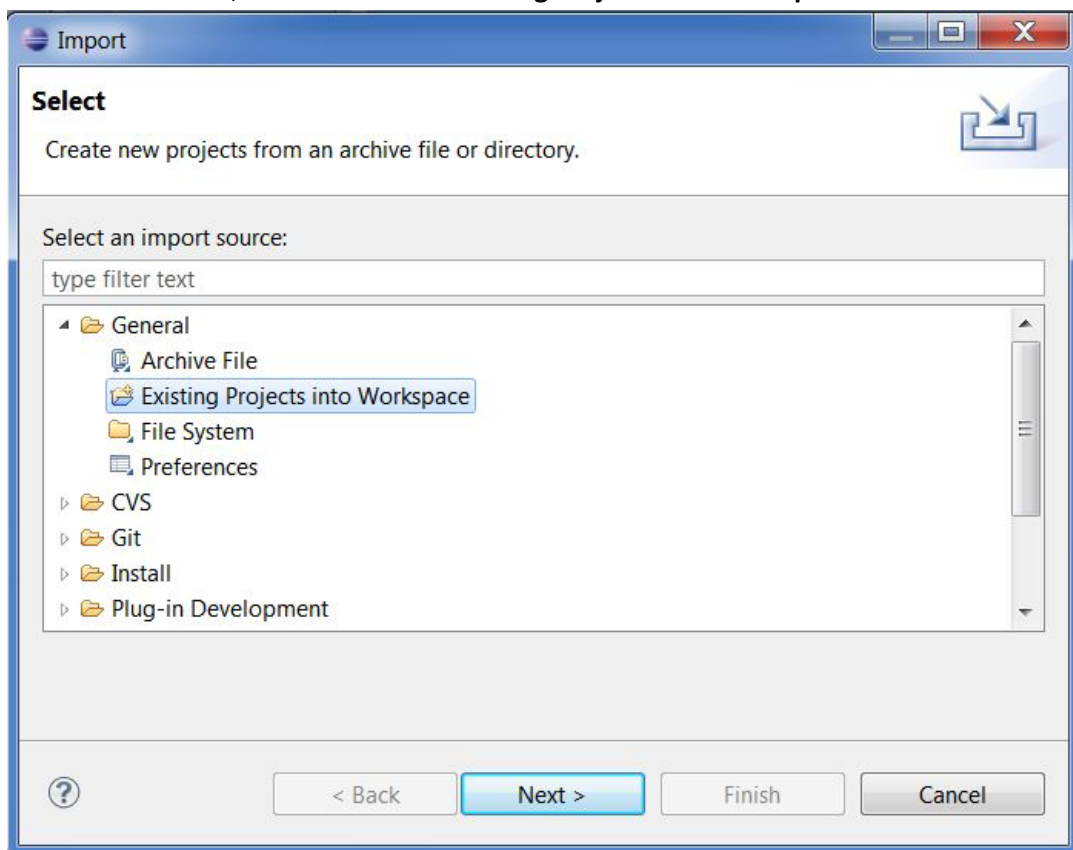 Import
Select
Create new projects from an archive file or directory.
Select an import source:
type filter text
General
Archive File
Existing Projects into Workspace
File System
Preferences
CVS
Git
Install
Plug-in Development
< Back Next > Finish Cancel